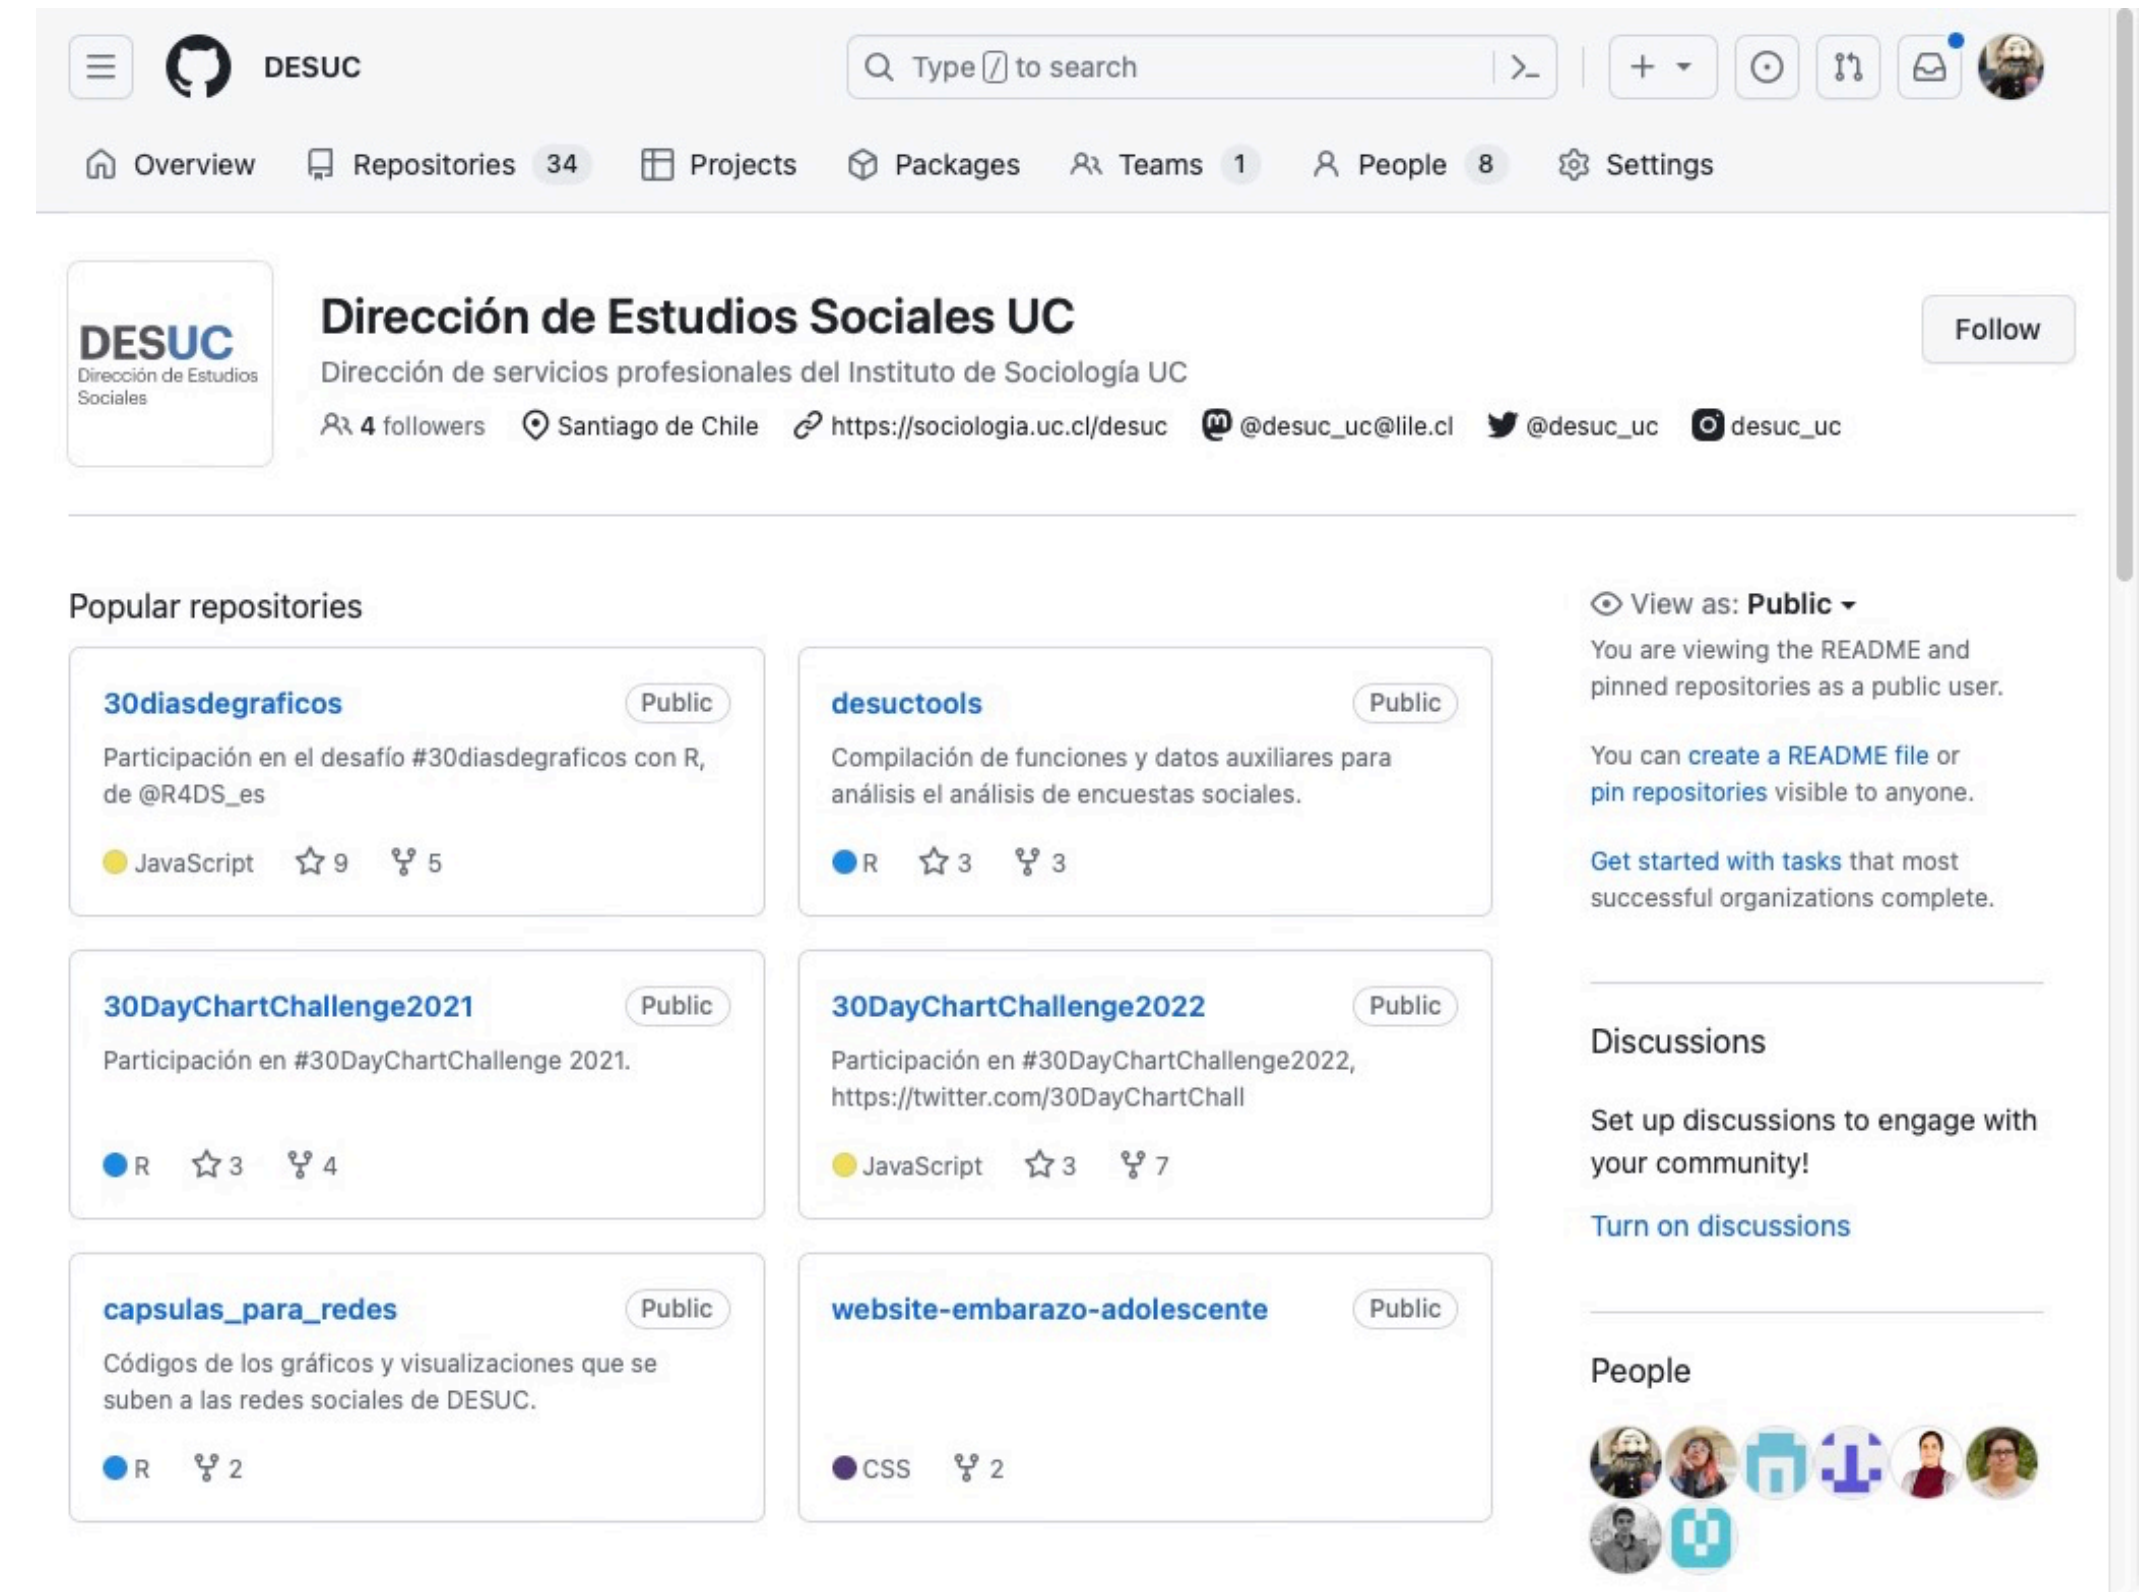 DESUC
Type / to search
Overview
Repositories 34
Projects
Packages
Teams 1
People 8
Settings
DESUC
Dirección de Estudios
Sociales
Dirección de Estudios Sociales UC
Dirección de servicios profesionales del Instituto de Sociología UC
4 followers
Santiago de Chile
https://sociologia.uc.cl/desuc
@desuc_uc@lile.cl
@desuc_uc
desuc_uc
Follow
Popular repositories
30diasdegraficos
Public
Participación en el desafío #30diasdegraficos con R,
de @R4DS_es
JavaScript 9 5
desuctools
Public
Compilación de funciones y datos auxiliares para
análisis el análisis de encuestas sociales.
R 3 3
30DayChartChallenge2021
Public
Participación en #30DayChartChallenge 2021.
R 3 4
30DayChartChallenge2022
Public
Participación en #30DayChartChallenge2022,
https://twitter.com/30DayChartChall
JavaScript 3 7
capsulas_para_redes
Public
Códigos de los gráficos y visualizaciones que se
suben a las redes sociales de DESUC.
R 2
website-embarazo-adolescente
Public
CSS 2
View as: Public
You are viewing the README and
pinned repositories as a public user.
You can create a README file or
pin repositories visible to anyone.
Get started with tasks that most
successful organizations complete.
Discussions
Set up discussions to engage with
your community!
Turn on discussions
People